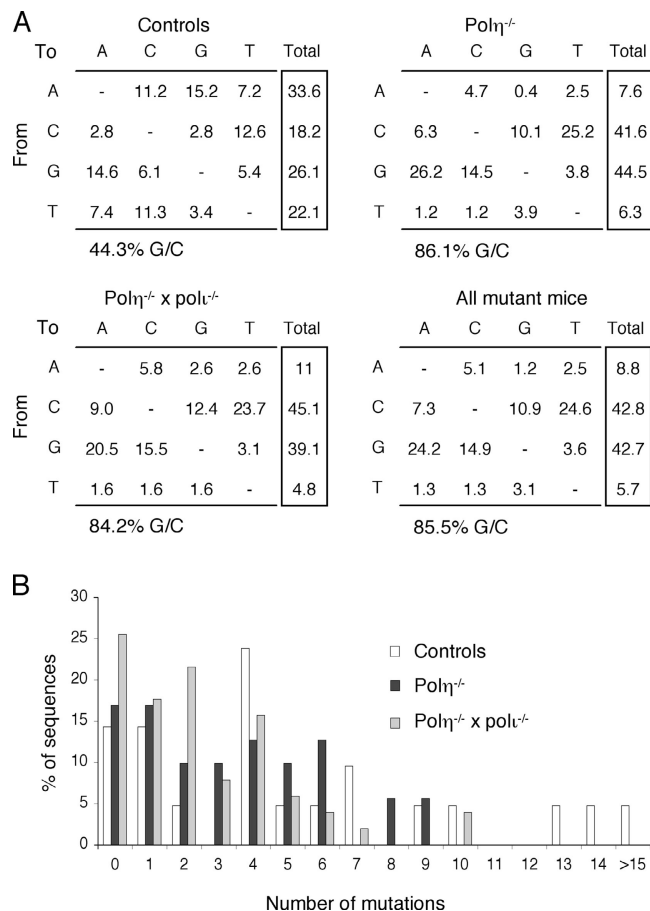 A
Controls
To A C G T Total
From
A - 11.2 15.2 7.2 33.6
C 2.8 - 2.8 12.6 18.2
G 14.6 6.1 - 5.4 26.1
T 7.4 11.3 3.4 - 22.1
44.3% G/C
Polη-/-
A C G T Total
A - 4.7 0.4 2.5 7.6
C 6.3 - 10.1 25.2 41.6
G 26.2 14.5 - 3.8 44.5
T 1.2 1.2 3.9 - 6.3
86.1% G/C
Polη-/- x polι-/-
To A C G T Total
From
A - 5.8 2.6 2.6 11
C 9.0 - 12.4 23.7 45.1
G 20.5 15.5 - 3.1 39.1
T 1.6 1.6 1.6 - 4.8
84.2% G/C
All mutant mice
A C G T Total
A - 5.1 1.2 2.5 8.8
C 7.3 - 10.9 24.6 42.8
G 24.2 14.9 - 3.6 42.7
T 1.3 1.3 3.1 - 5.7
85.5% G/C
B
% of sequences
30
25
20
15
10
5
0
Controls
Polη-/-
Polη-/- x polι-/-
0 1 2 3 4 5 6 7 8 9 10 11 12 13 14 >15
Number of mutations